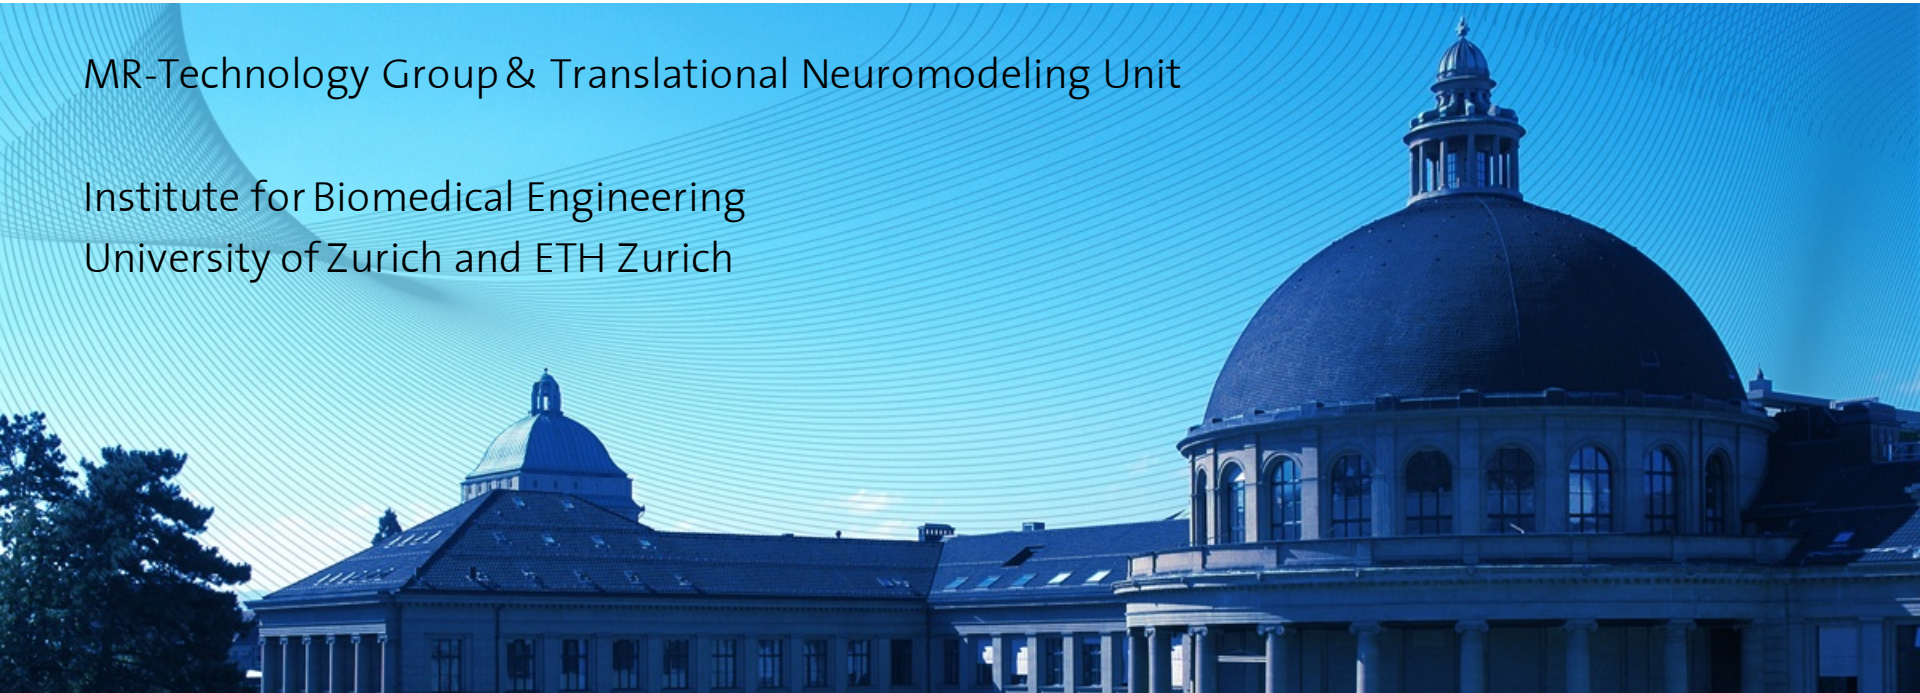 MR-Technology Group & Translational Neuromodeling Unit
Institute for Biomedical Engineering
University of Zurich and ETH Zurich